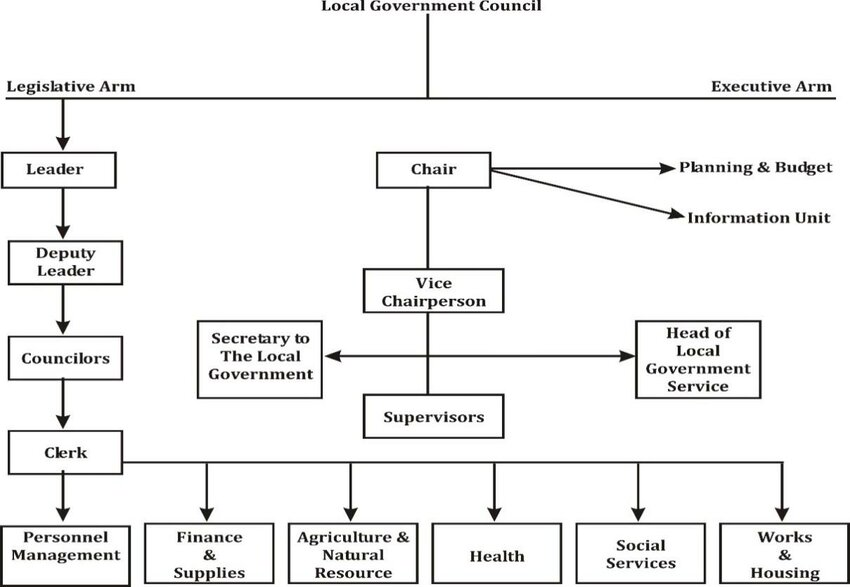 Local Government Council
Legislative Arm
Executive Arm
Leader
Chair
Planning & Budget
Information Unit
Deputy
Leader
Vice
Chairperson
Secretary to
The Local
Government
Head of
Local
Government
Service
Councilors
Supervisors
Clerk
Personnel
Management
Finance
&
Supplies
Agriculture &
Natural
Resource
Health
Social
Services
Works
&
Housing